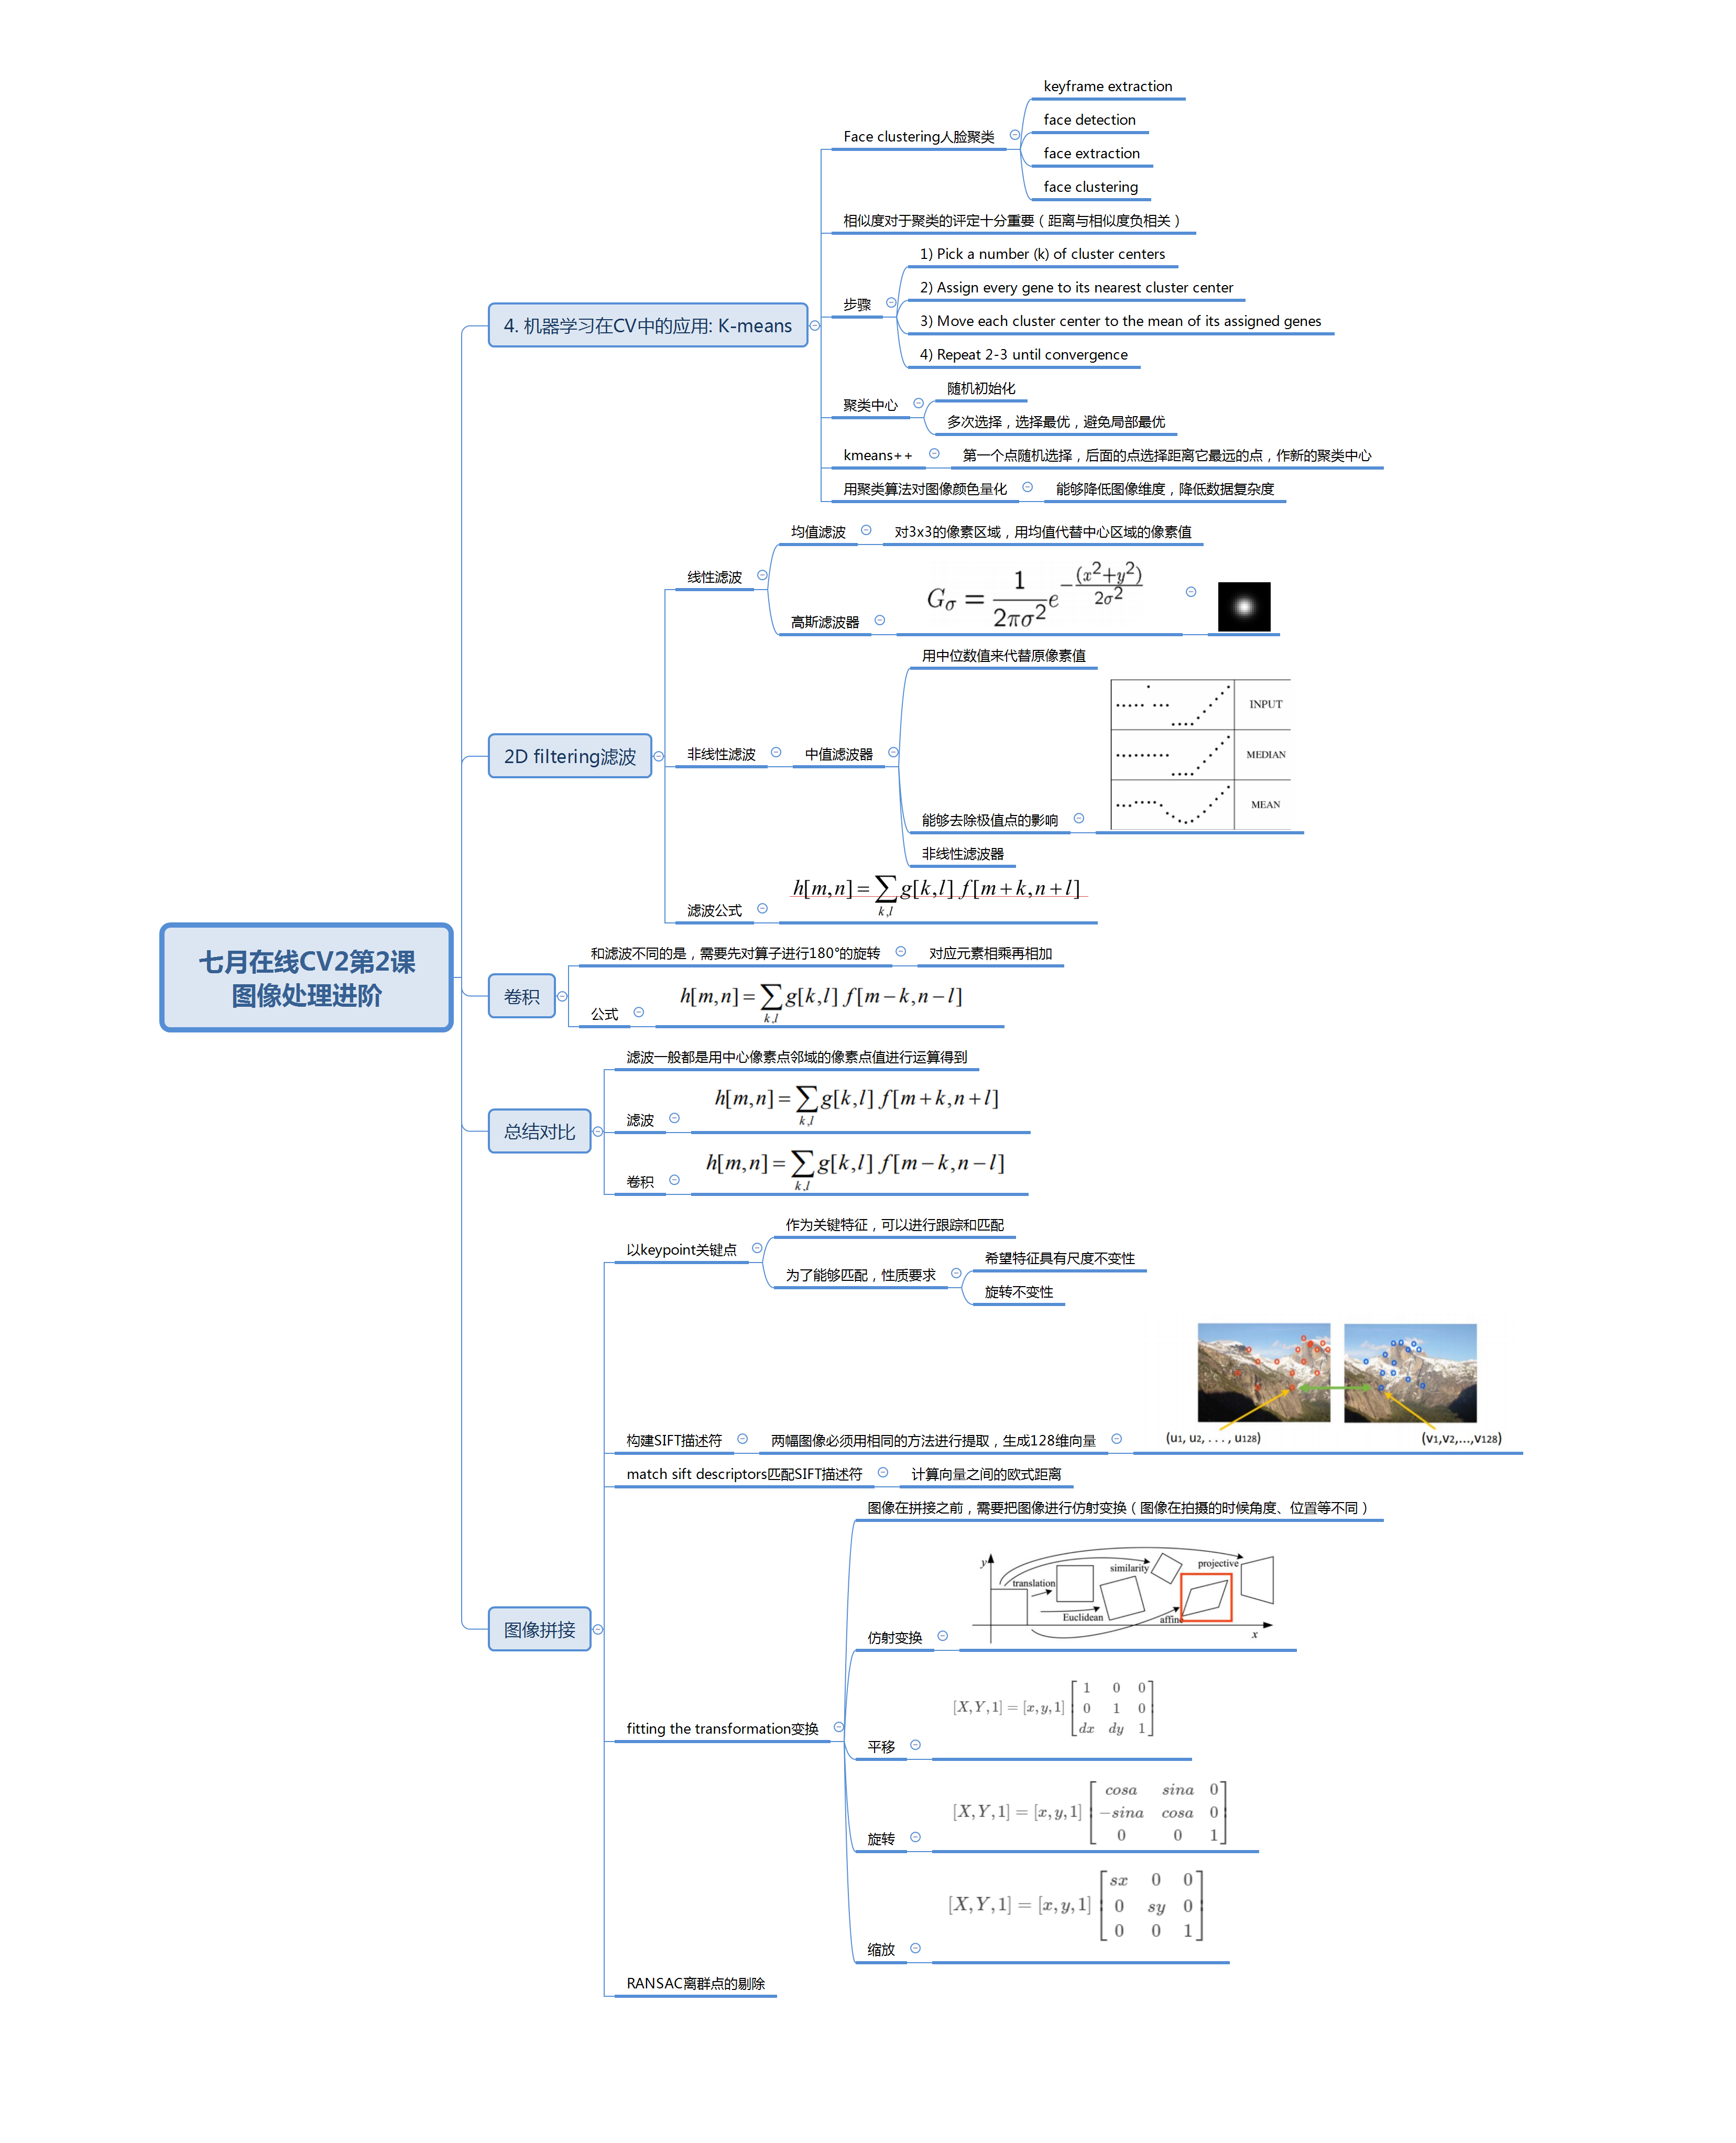 七月在线CV2第2课
图像处理进阶
4. 机器学习在CV中的应用: K-means
Face clustering人脸聚类
keyframe extraction
face detection
face extraction
face clustering
相似度对于聚类的评定十分重要（距离与相似度负相关）
步骤
1) Pick a number (k) of cluster centers
2) Assign every gene to its nearest cluster center
3) Move each cluster center to the mean of its assigned genes
4) Repeat 2-3 until convergence
聚类中心
随机初始化
多次选择，选择最优，避免局部最优
kmeans++
第一个点随机选择，后面的点选择距离它最远的点，作新的聚类中心
用聚类算法对图像颜色量化
能够降低图像维度，降低数据复杂度
2D filtering滤波
线性滤波
均值滤波
对3x3的像素区域，用均值代替中心区域的像素值
高斯滤波器
G_σ = 1/(2πσ²) e^(-(x²+y²)/(2σ²))
非线性滤波
中值滤波器
用中位数值来代替原像素值
能够去除极值点的影响
INPUT
MEDIAN
MEAN
非线性滤波器
滤波公式
h[m,n]=∑_{k,l} g[k,l] f[m+k,n+l]
卷积
和滤波不同的是，需要先对算子进行180°的旋转
对应元素相乘再相加
公式
h[m,n]=∑_{k,l} g[k,l] f[m−k,n−l]
总结对比
滤波一般都是用中心像素点邻域的像素点值进行运算得到
滤波
h[m,n]=∑_{k,l} g[k,l] f[m+k,n+l]
卷积
h[m,n]=∑_{k,l} g[k,l] f[m−k,n−l]
图像拼接
以keypoint关键点
作为关键特征，可以进行跟踪和匹配
为了能够匹配，性质要求
希望特征具有尺度不变性
旋转不变性
构建SIFT描述符
两幅图像必须用相同的方法进行提取，生成128维向量
(u1, u2, . . . , u128)
(v1,v2,...,v128)
match sift descriptors匹配SIFT描述符
计算向量之间的欧式距离
fitting the transformation变换
图像在拼接之前，需要把图像进行仿射变换（图像在拍摄的时候角度、位置等不同）
仿射变换
y
translation
similarity
projective
Euclidean
affine
x
平移
[X,Y,1] = [x,y,1]
1 0 0
0 1 0
dx dy 1
旋转
[X,Y,1] = [x,y,1]
cosa sina 0
−sina cosa 0
0 0 1
缩放
[X,Y,1] = [x,y,1]
sx 0 0
0 sy 0
0 0 1
RANSAC离群点的剔除